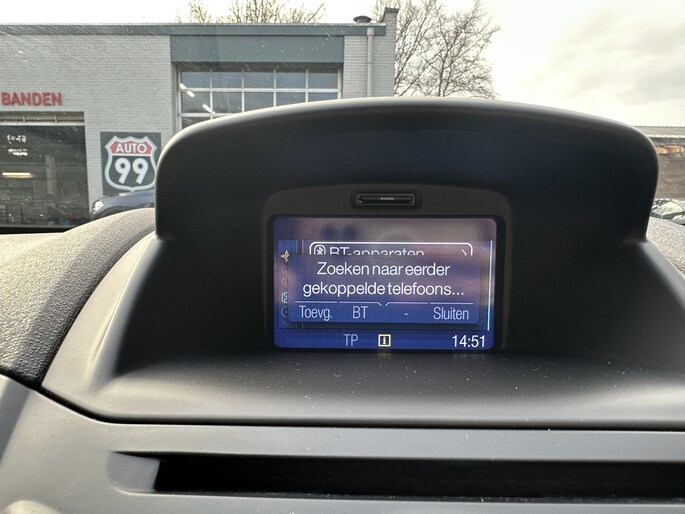 BANDEN
AUTO
99
BT-apparaten
Zoeken naar eerder
gekoppelde telefoons...
Toevg. BT - Sluiten
TP i 14:51